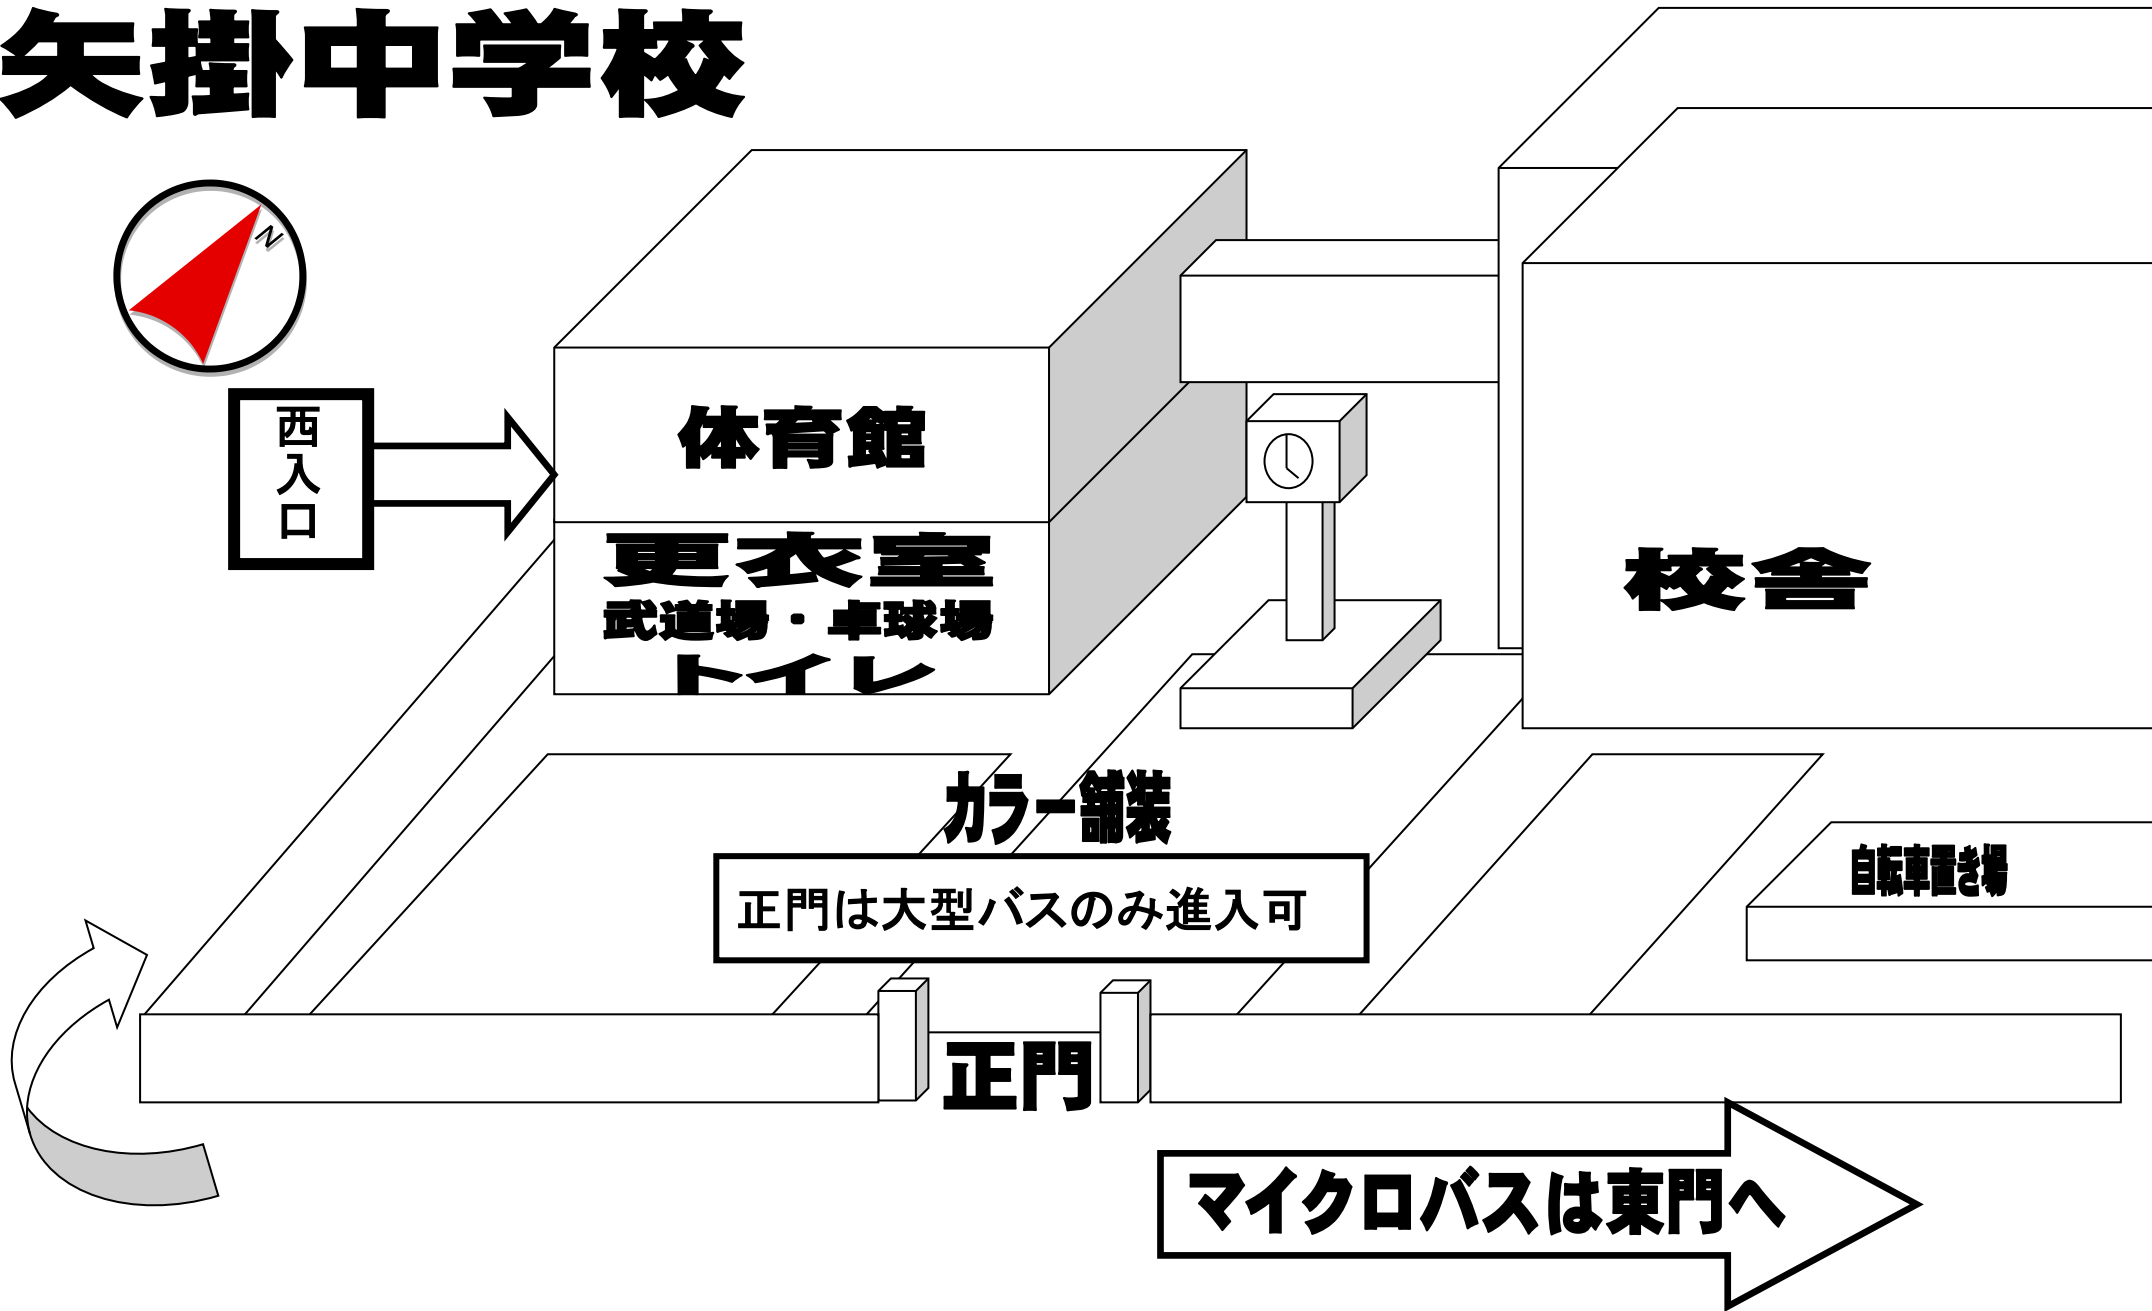 矢掛中学校
N
西入口
体育館
更衣室
武道場・卓球場
トイレ
校舎
カラー舗装
自転車置き場
正門は大型バスのみ進入可
正門
マイクロバスは東門へ